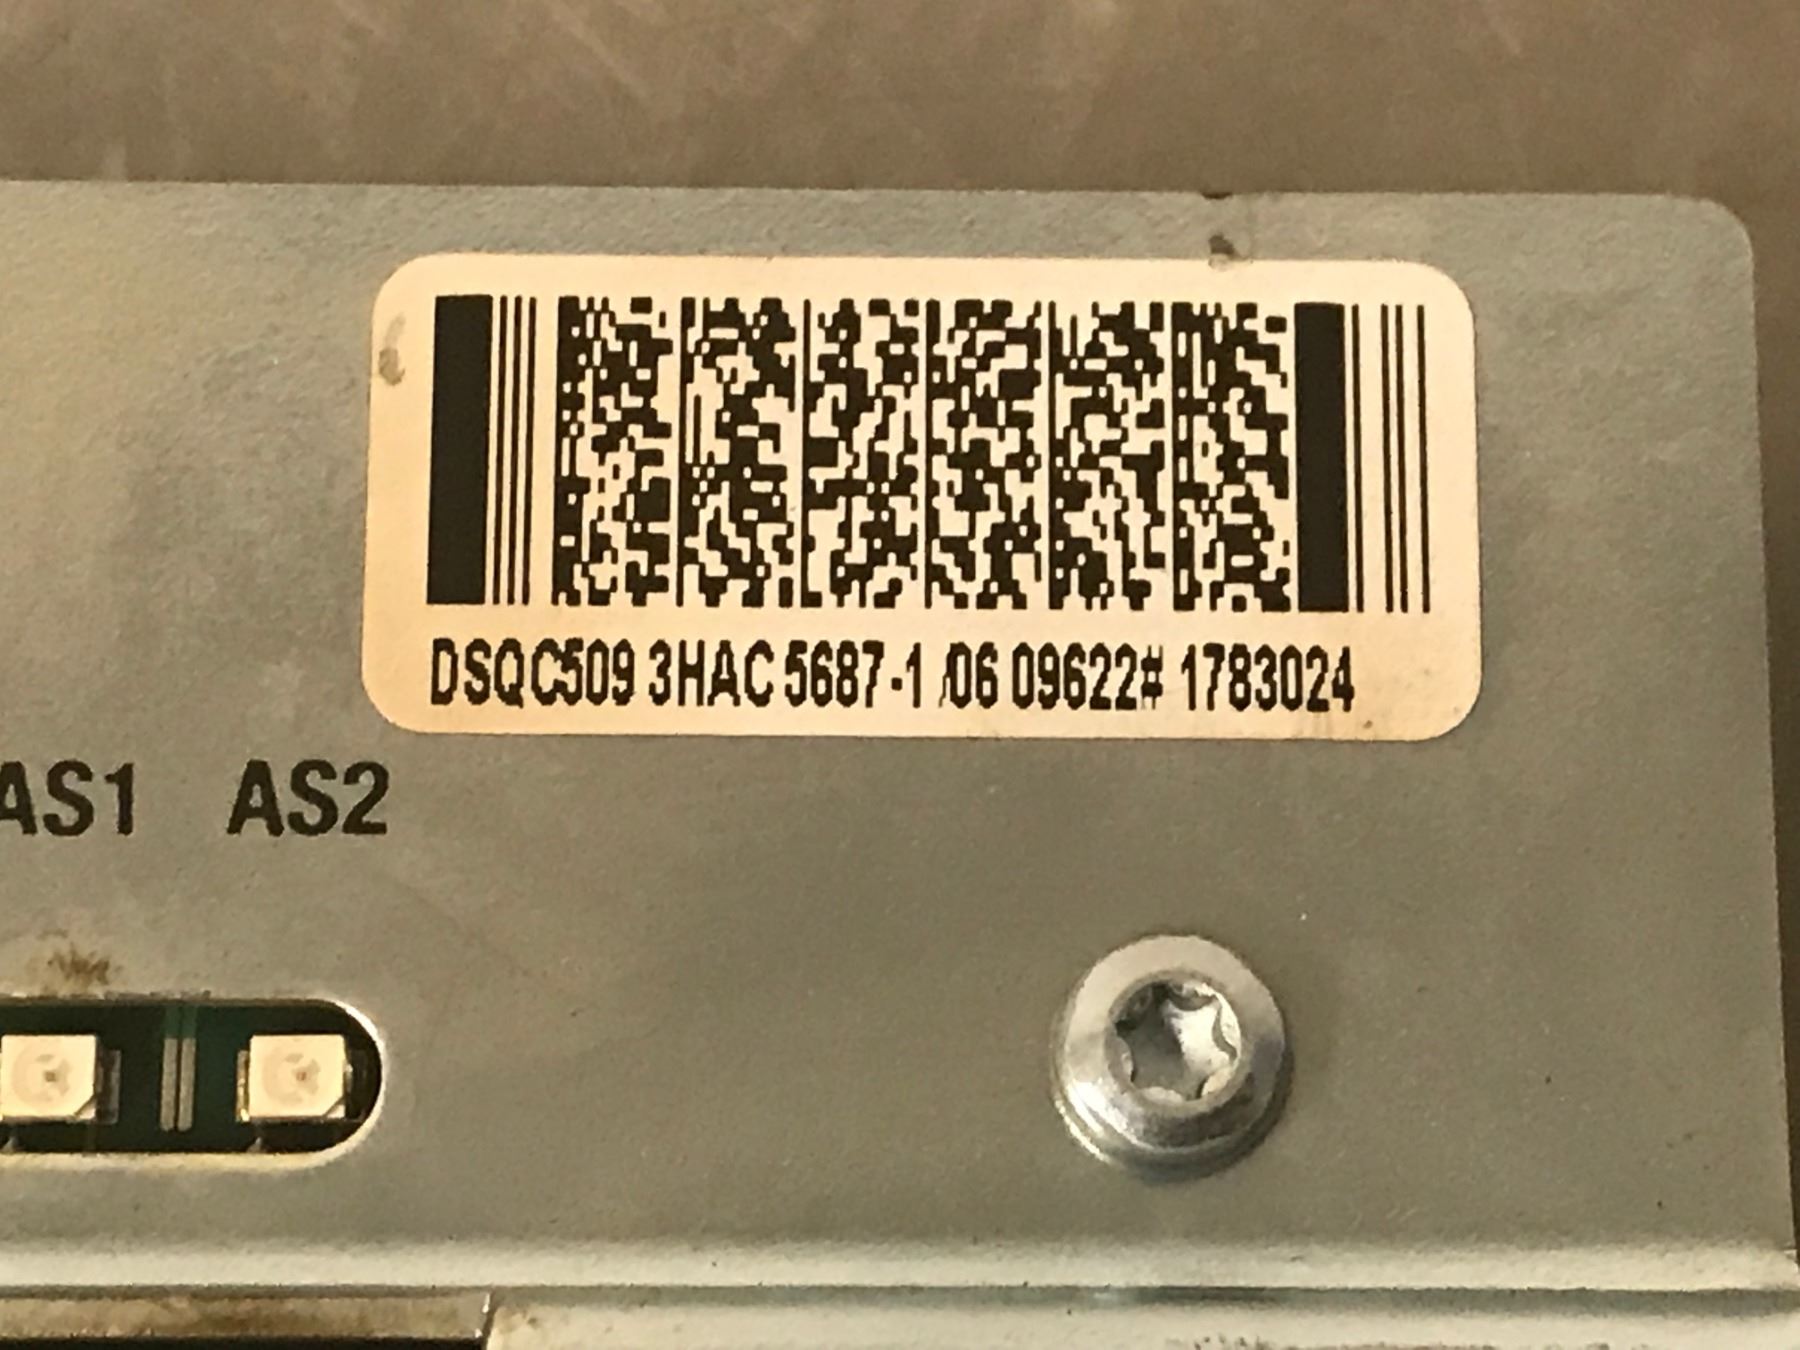 DSQC509 3HAC 5687-1 /06 09622# 1783024
AS1 AS2